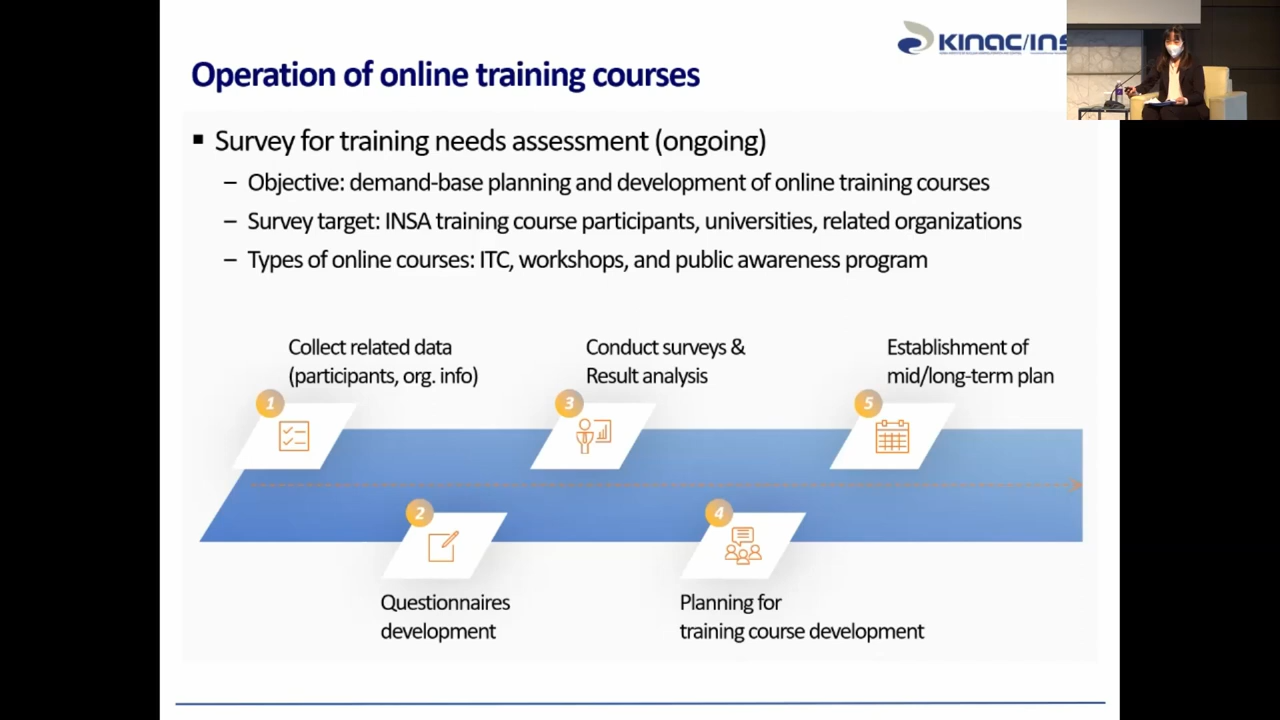 KINAC/INS
Operation of online training courses
▪ Survey for training needs assessment (ongoing)
– Objective: demand-base planning and development of online training courses
– Survey target: INSA training course participants, universities, related organizations
– Types of online courses: ITC, workshops, and public awareness program
Collect related data
(participants, org. info)
Conduct surveys &
Result analysis
Establishment of
mid/long-term plan
1
3
5
2
4
Questionnaires
development
Planning for
training course development